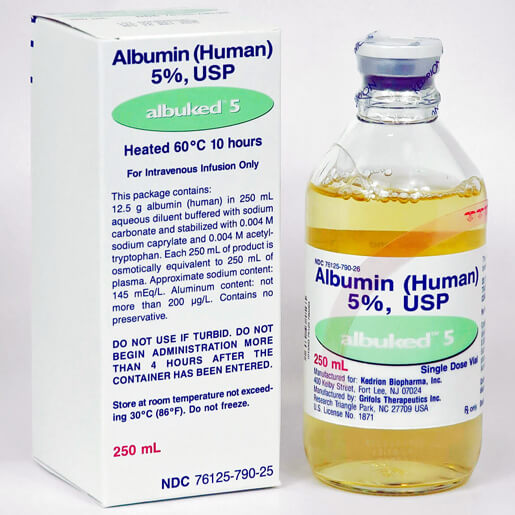 Albumin (Human)
5%, USP
albuked™ 5
Heated 60°C 10 hours
For Intravenous Infusion Only
This package contains:
12.5 g albumin (human) in 250 mL
aqueous diluent buffered with sodium
carbonate and stabilized with 0.004 M
sodium caprylate and 0.004 M acetyl-
tryptophan. Each 250 mL of product is
osmotically equivalent to 250 mL of
plasma. Approximate sodium content:
145 mEq/L. Aluminum content: not
more than 200 µg/L. Contains no
preservative.
DO NOT USE IF TURBID. DO NOT
BEGIN ADMINISTRATION MORE
THAN 4 HOURS AFTER THE
CONTAINER HAS BEEN ENTERED.
Store at room temperature not exceed-
ing 30°C (86°F). Do not freeze.
250 mL
NDC 76125-790-25
KEDRION
NDC 76125-790-26
Albumin (Human)
5%, USP
albuked™ 5
250 mL
Single Dose Vial
Manufactured for: Kedrion Biopharma, Inc.
400 Kelby Street, Fort Lee, NJ 07024
Manufactured by: Grifols Therapeutics Inc.
Research Triangle Park, NC 27709 USA
U.S. License No. 1871
℞ only